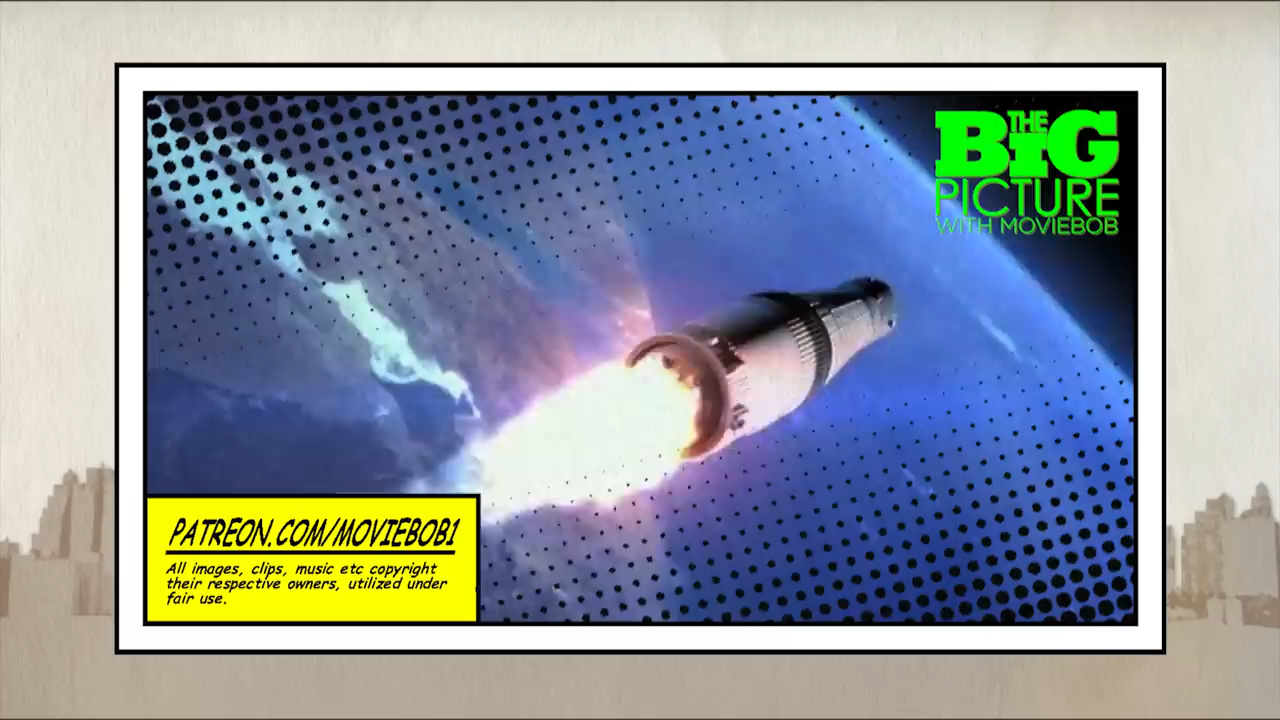 THE
BiG
PICTURE
WITH MOVIEBOB
PATREON.COM/MOVIEBOB1
All images, clips, music etc copyright
their respective owners, utilized under
fair use.